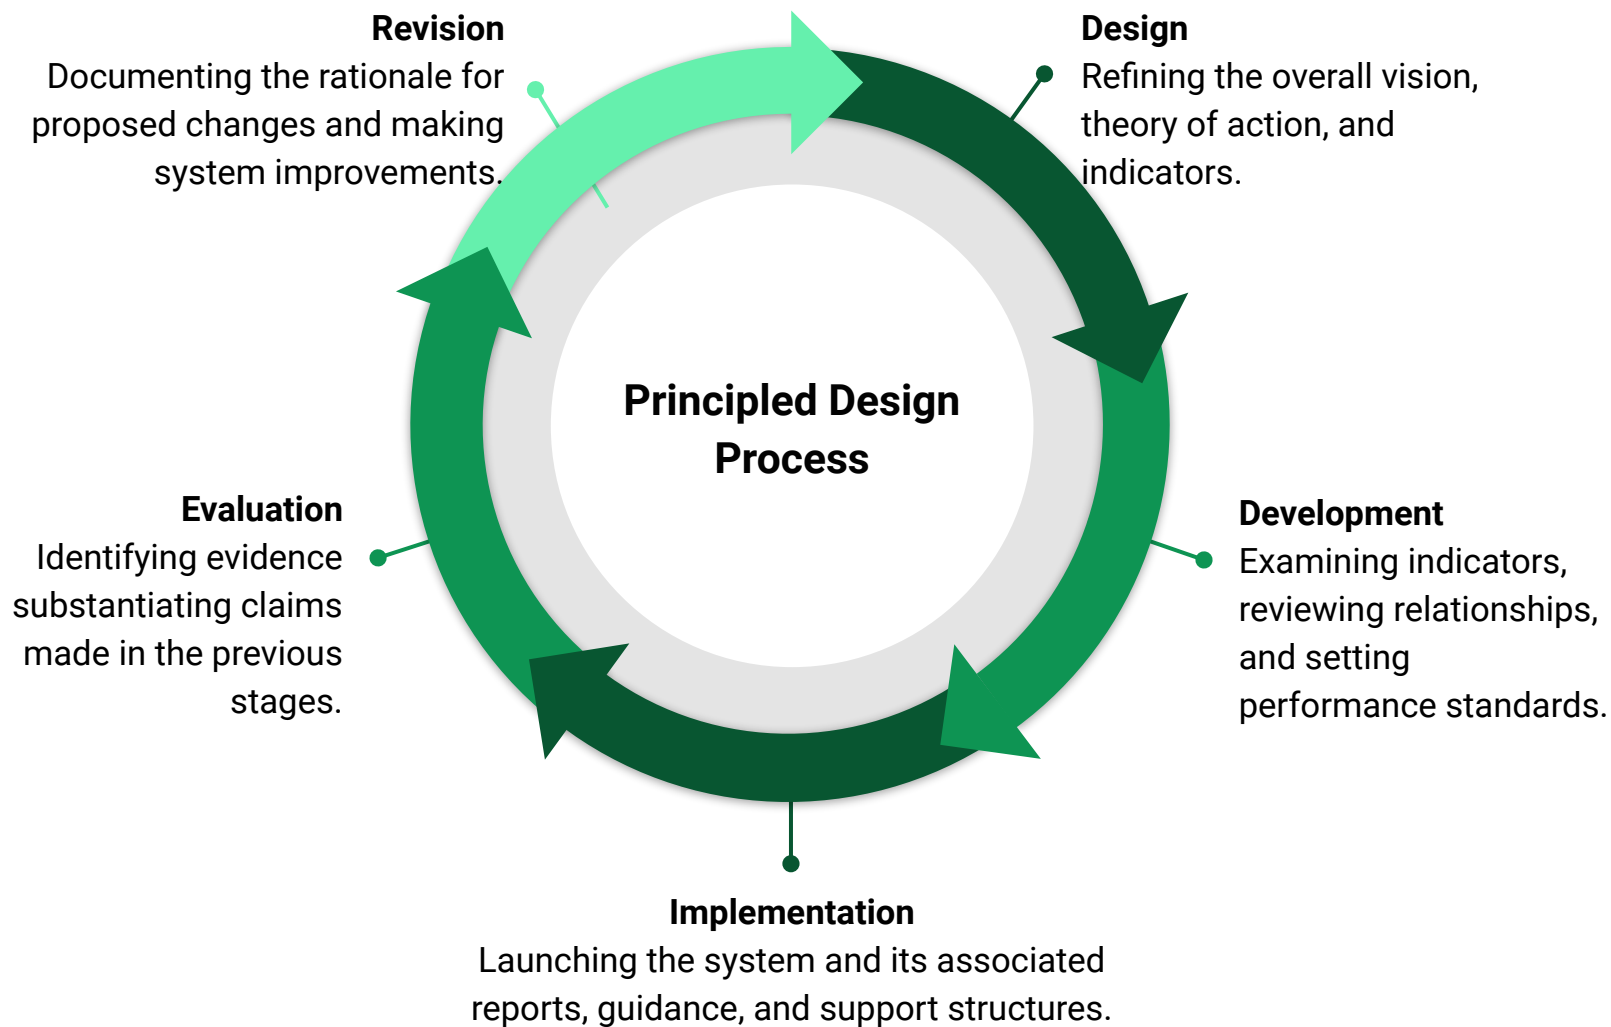 Revision
Documenting the rationale for
proposed changes and making
system improvements.
Design
Refining the overall vision,
theory of action, and
indicators.
Principled Design
Process
Evaluation
Identifying evidence
substantiating claims
made in the previous
stages.
Development
Examining indicators,
reviewing relationships,
and setting
performance standards.
Implementation
Launching the system and its associated
reports, guidance, and support structures.